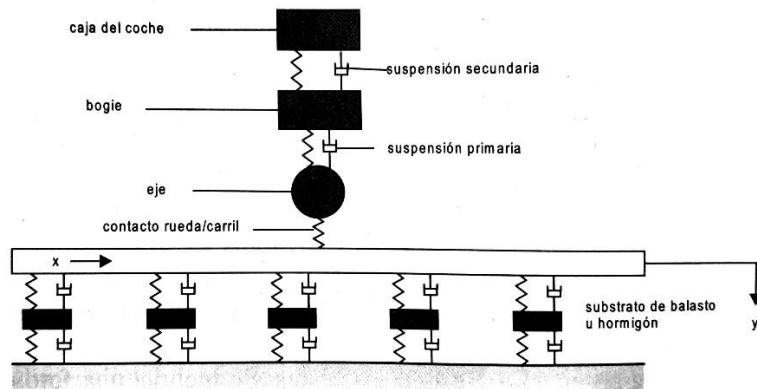 caja del coche
suspensión secundaria
bogie
suspensión primaria
eje
contacto rueda/carril
x
substrato de balasto
u hormigón
y